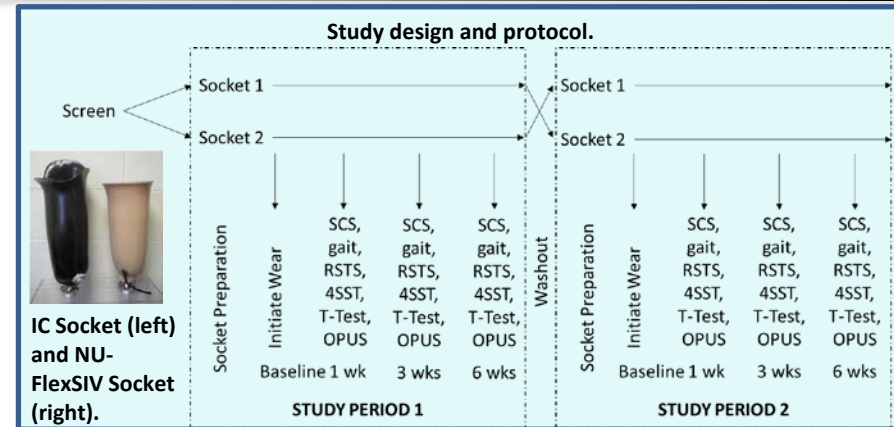 Study design and protocol.
Screen
Socket 1
Socket 2
Socket 1
Socket 2
IC Socket (left)
and NU-
FlexSIV Socket
(right).
Socket Preparation
Initiate Wear
SCS,
gait,
RSTS,
4SST,
T-Test,
OPUS
SCS,
gait,
RSTS,
4SST,
T-Test,
OPUS
SCS,
gait,
RSTS,
4SST,
T-Test,
OPUS
Baseline 1 wk 3 wks 6 wks
STUDY PERIOD 1
Washout
Socket Preparation
Initiate Wear
SCS,
gait,
RSTS,
4SST,
T-Test,
OPUS
SCS,
gait,
RSTS,
4SST,
T-Test,
OPUS
SCS,
gait,
RSTS,
4SST,
T-Test,
OPUS
Baseline 1 wk 3 wks 6 wks
STUDY PERIOD 2